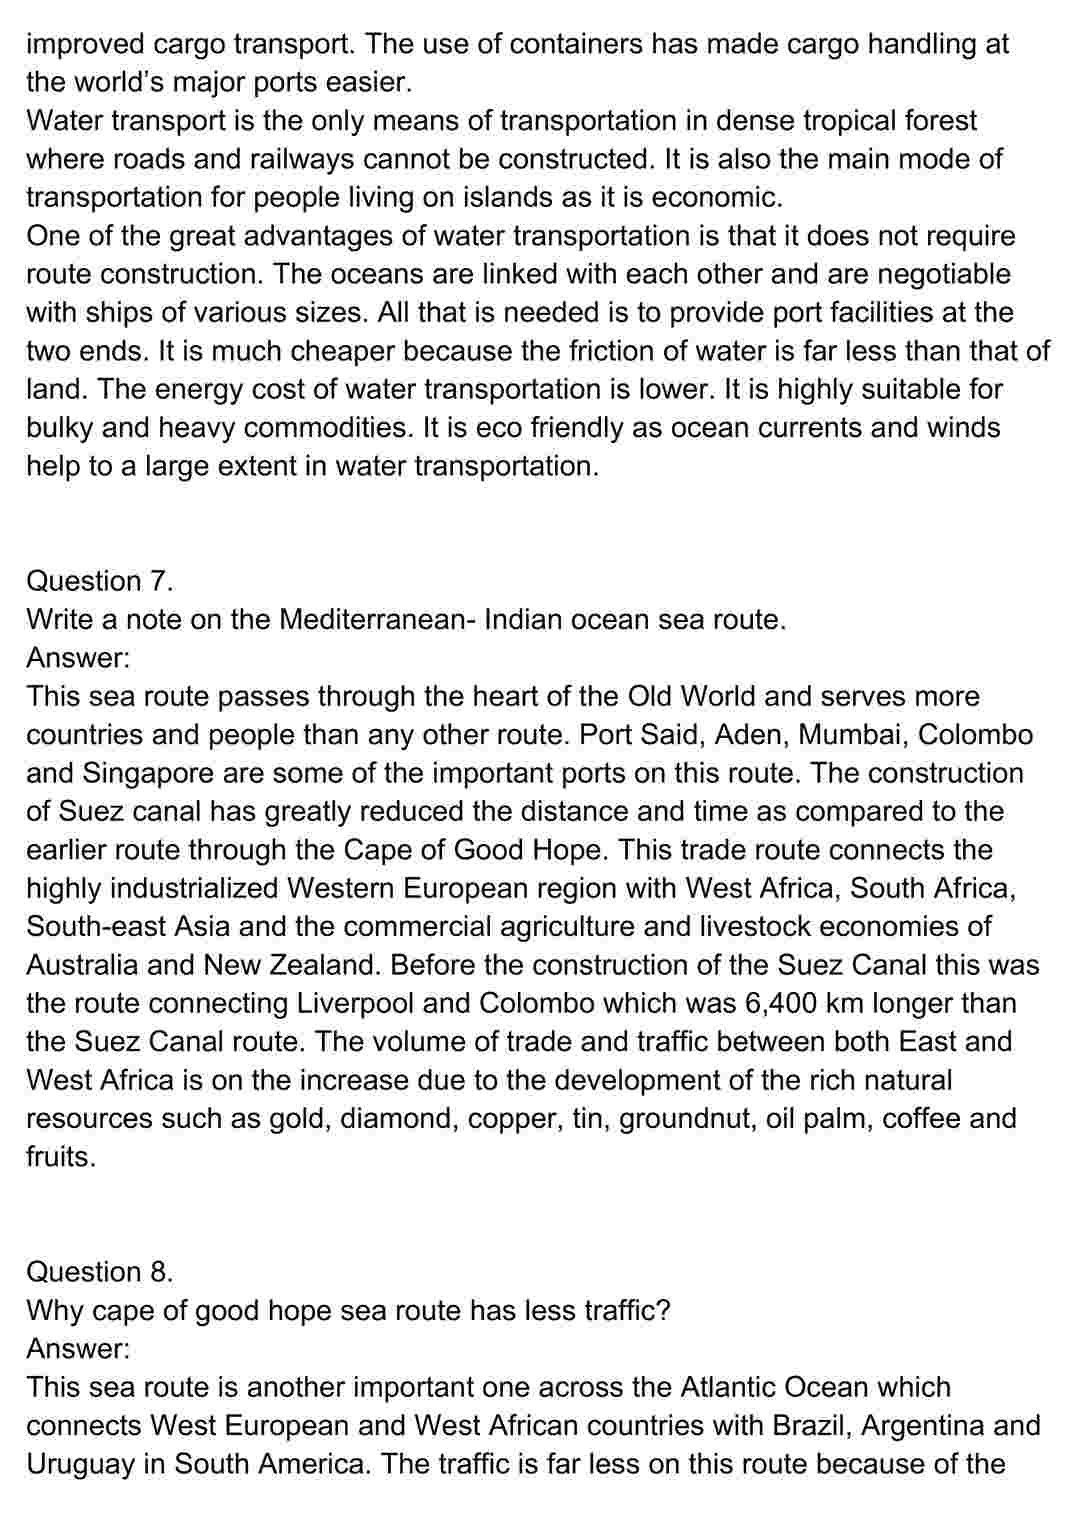 improved cargo transport. The use of containers has made cargo handling at
the world's major ports easier.
Water transport is the only means of transportation in dense tropical forest
where roads and railways cannot be constructed. It is also the main mode of
transportation for people living on islands as it is economic.
One of the great advantages of water transportation is that it does not require
route construction. The oceans are linked with each other and are negotiable
with ships of various sizes. All that is needed is to provide port facilities at the
two ends. It is much cheaper because the friction of water is far less than that of
land. The energy cost of water transportation is lower. It is highly suitable for
bulky and heavy commodities. It is eco friendly as ocean currents and winds
help to a large extent in water transportation.
Question 7.
Write a note on the Mediterranean- Indian ocean sea route.
Answer:
This sea route passes through the heart of the Old World and serves more
countries and people than any other route. Port Said, Aden, Mumbai, Colombo
and Singapore are some of the important ports on this route. The construction
of Suez canal has greatly reduced the distance and time as compared to the
earlier route through the Cape of Good Hope. This trade route connects the
highly industrialized Western European region with West Africa, South Africa,
South-east Asia and the commercial agriculture and livestock economies of
Australia and New Zealand. Before the construction of the Suez Canal this was
the route connecting Liverpool and Colombo which was 6,400 km longer than
the Suez Canal route. The volume of trade and traffic between both East and
West Africa is on the increase due to the development of the rich natural
resources such as gold, diamond, copper, tin, groundnut, oil palm, coffee and
fruits.
Question 8.
Why cape of good hope sea route has less traffic?
Answer:
This sea route is another important one across the Atlantic Ocean which
connects West European and West African countries with Brazil, Argentina and
Uruguay in South America. The traffic is far less on this route because of the